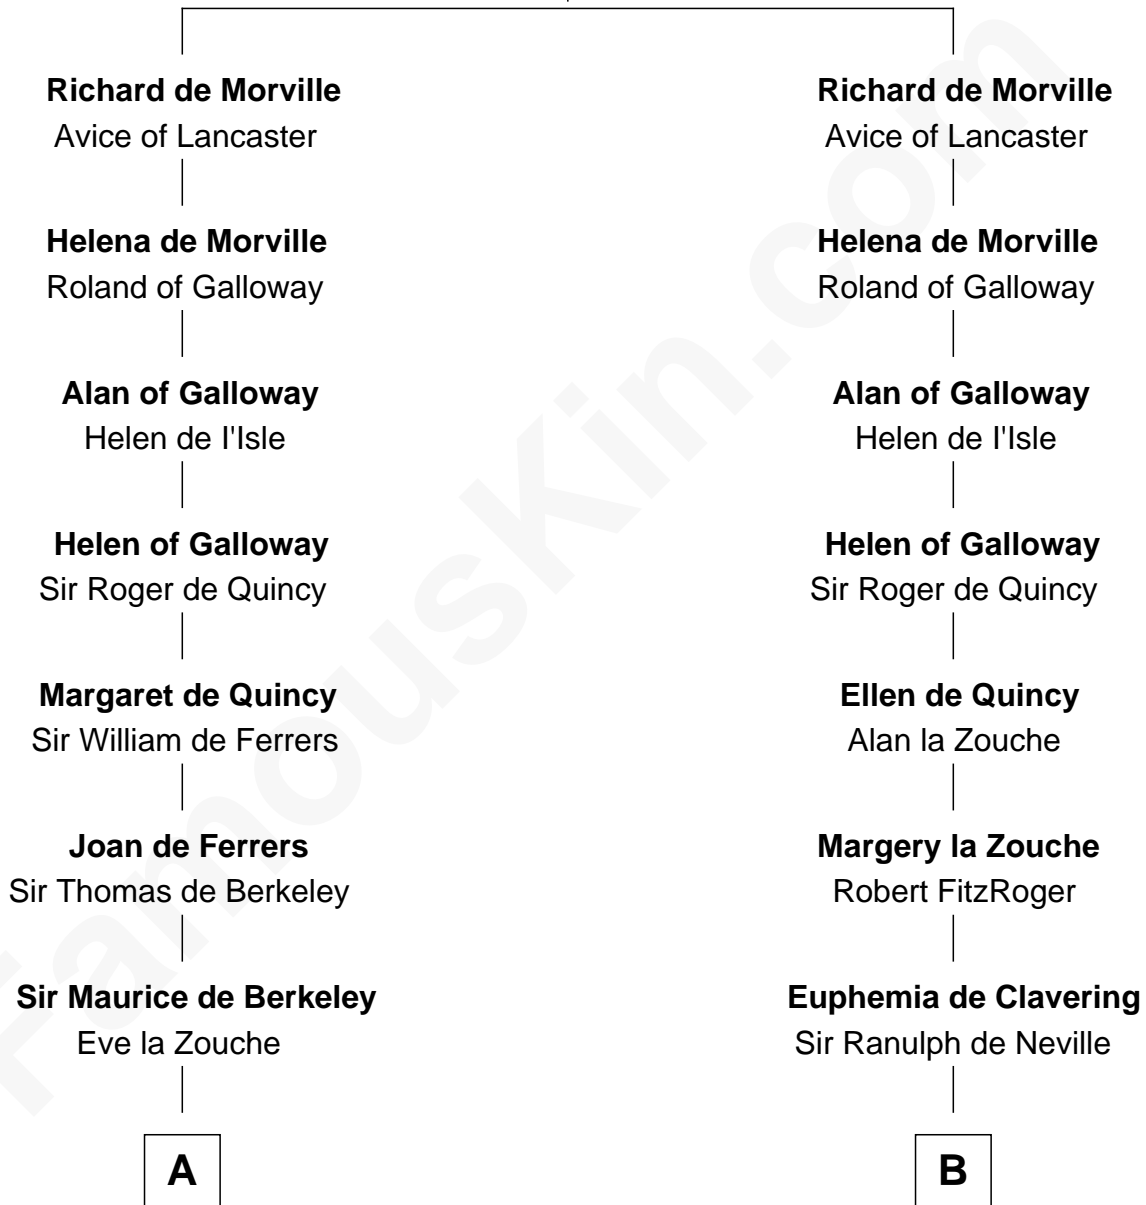 Richard de Morville
Avice of Lancaster
Helena de Morville
Roland of Galloway
Alan of Galloway
Helen de I'Isle
Helen of Galloway
Sir Roger de Quincy
Margaret de Quincy
Sir William de Ferrers
Joan de Ferrers
Sir Thomas de Berkeley
Sir Maurice de Berkeley
Eve la Zouche
A
Richard de Morville
Avice of Lancaster
Helena de Morville
Roland of Galloway
Alan of Galloway
Helen de I'Isle
Helen of Galloway
Sir Roger de Quincy
Ellen de Quincy
Alan la Zouche
Margery la Zouche
Robert FitzRoger
Euphemia de Clavering
Sir Ranulph de Neville
B
FamousKin.com